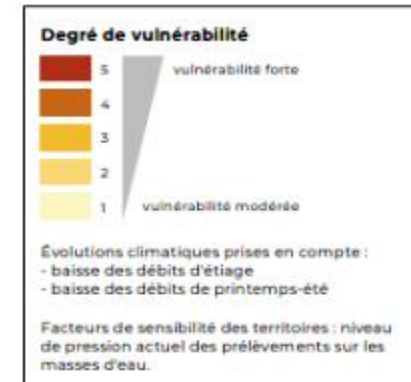 Degré de vulnérabilité
5 vulnérabilité forte
4
3
2
1 vulnérabilité modérée
Évolutions climatiques prises en compte :
- baisse des débits d'étiage
- baisse des débits de printemps-été
Facteurs de sensibilité des territoires : niveau
de pression actuel des prélèvements sur les
masses d'eau.